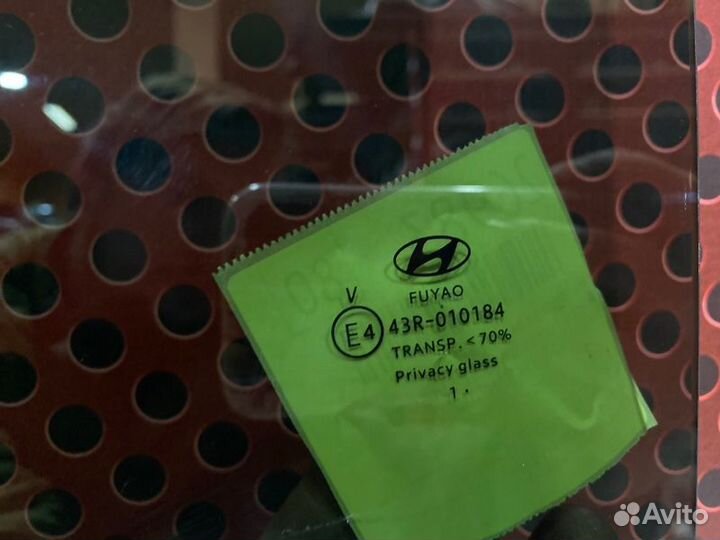 V
FUYAO
E4 43R-010184
TRANSP. <70%
Privacy glass
1 .
Avito